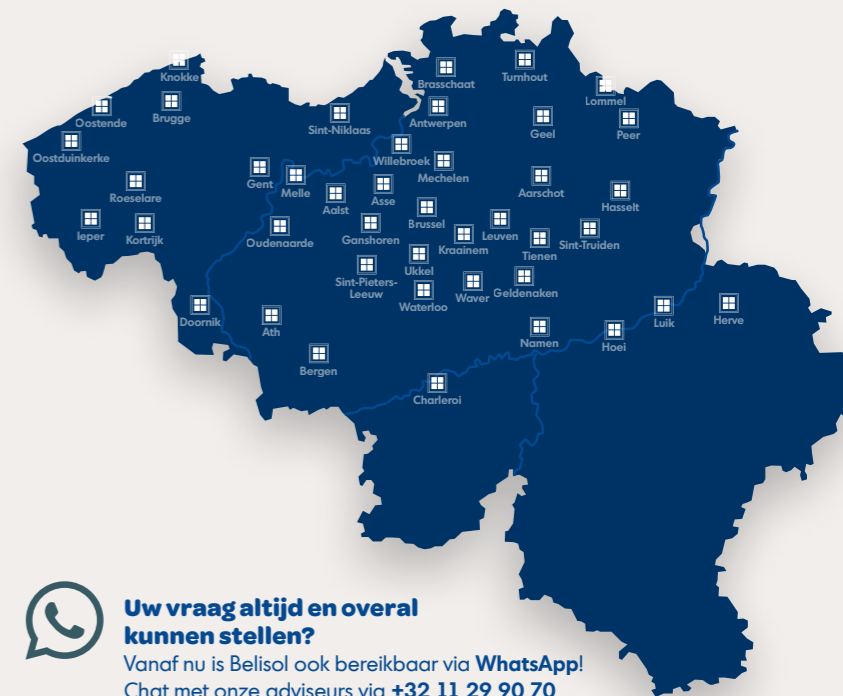 Knokke
Brasschaat
Turnhout
Lommel
Oostende
Brugge
Sint-Niklaas
Antwerpen
Geel
Peer
Oostduinkerke
Willebroek
Mechelen
Gent
Melle
Roeselare
Aalst
Asse
Aarschot
Hasselt
Ieper
Kortrijk
Oudenaarde
Ganshoren
Brussel
Kraainem
Leuven
Tienen
Sint-Truiden
Sint-Pieters-
Leeuw
Ukkel
Waterloo
Waver
Geldenaken
Doornik
Ath
Namen
Hoei
Luik
Herve
Bergen
Charleroi
Uw vraag altijd en overal
kunnen stellen?
Vanaf nu is Belisol ook bereikbaar via WhatsApp!
Chat met onze adviseurs via +32 11 29 90 70